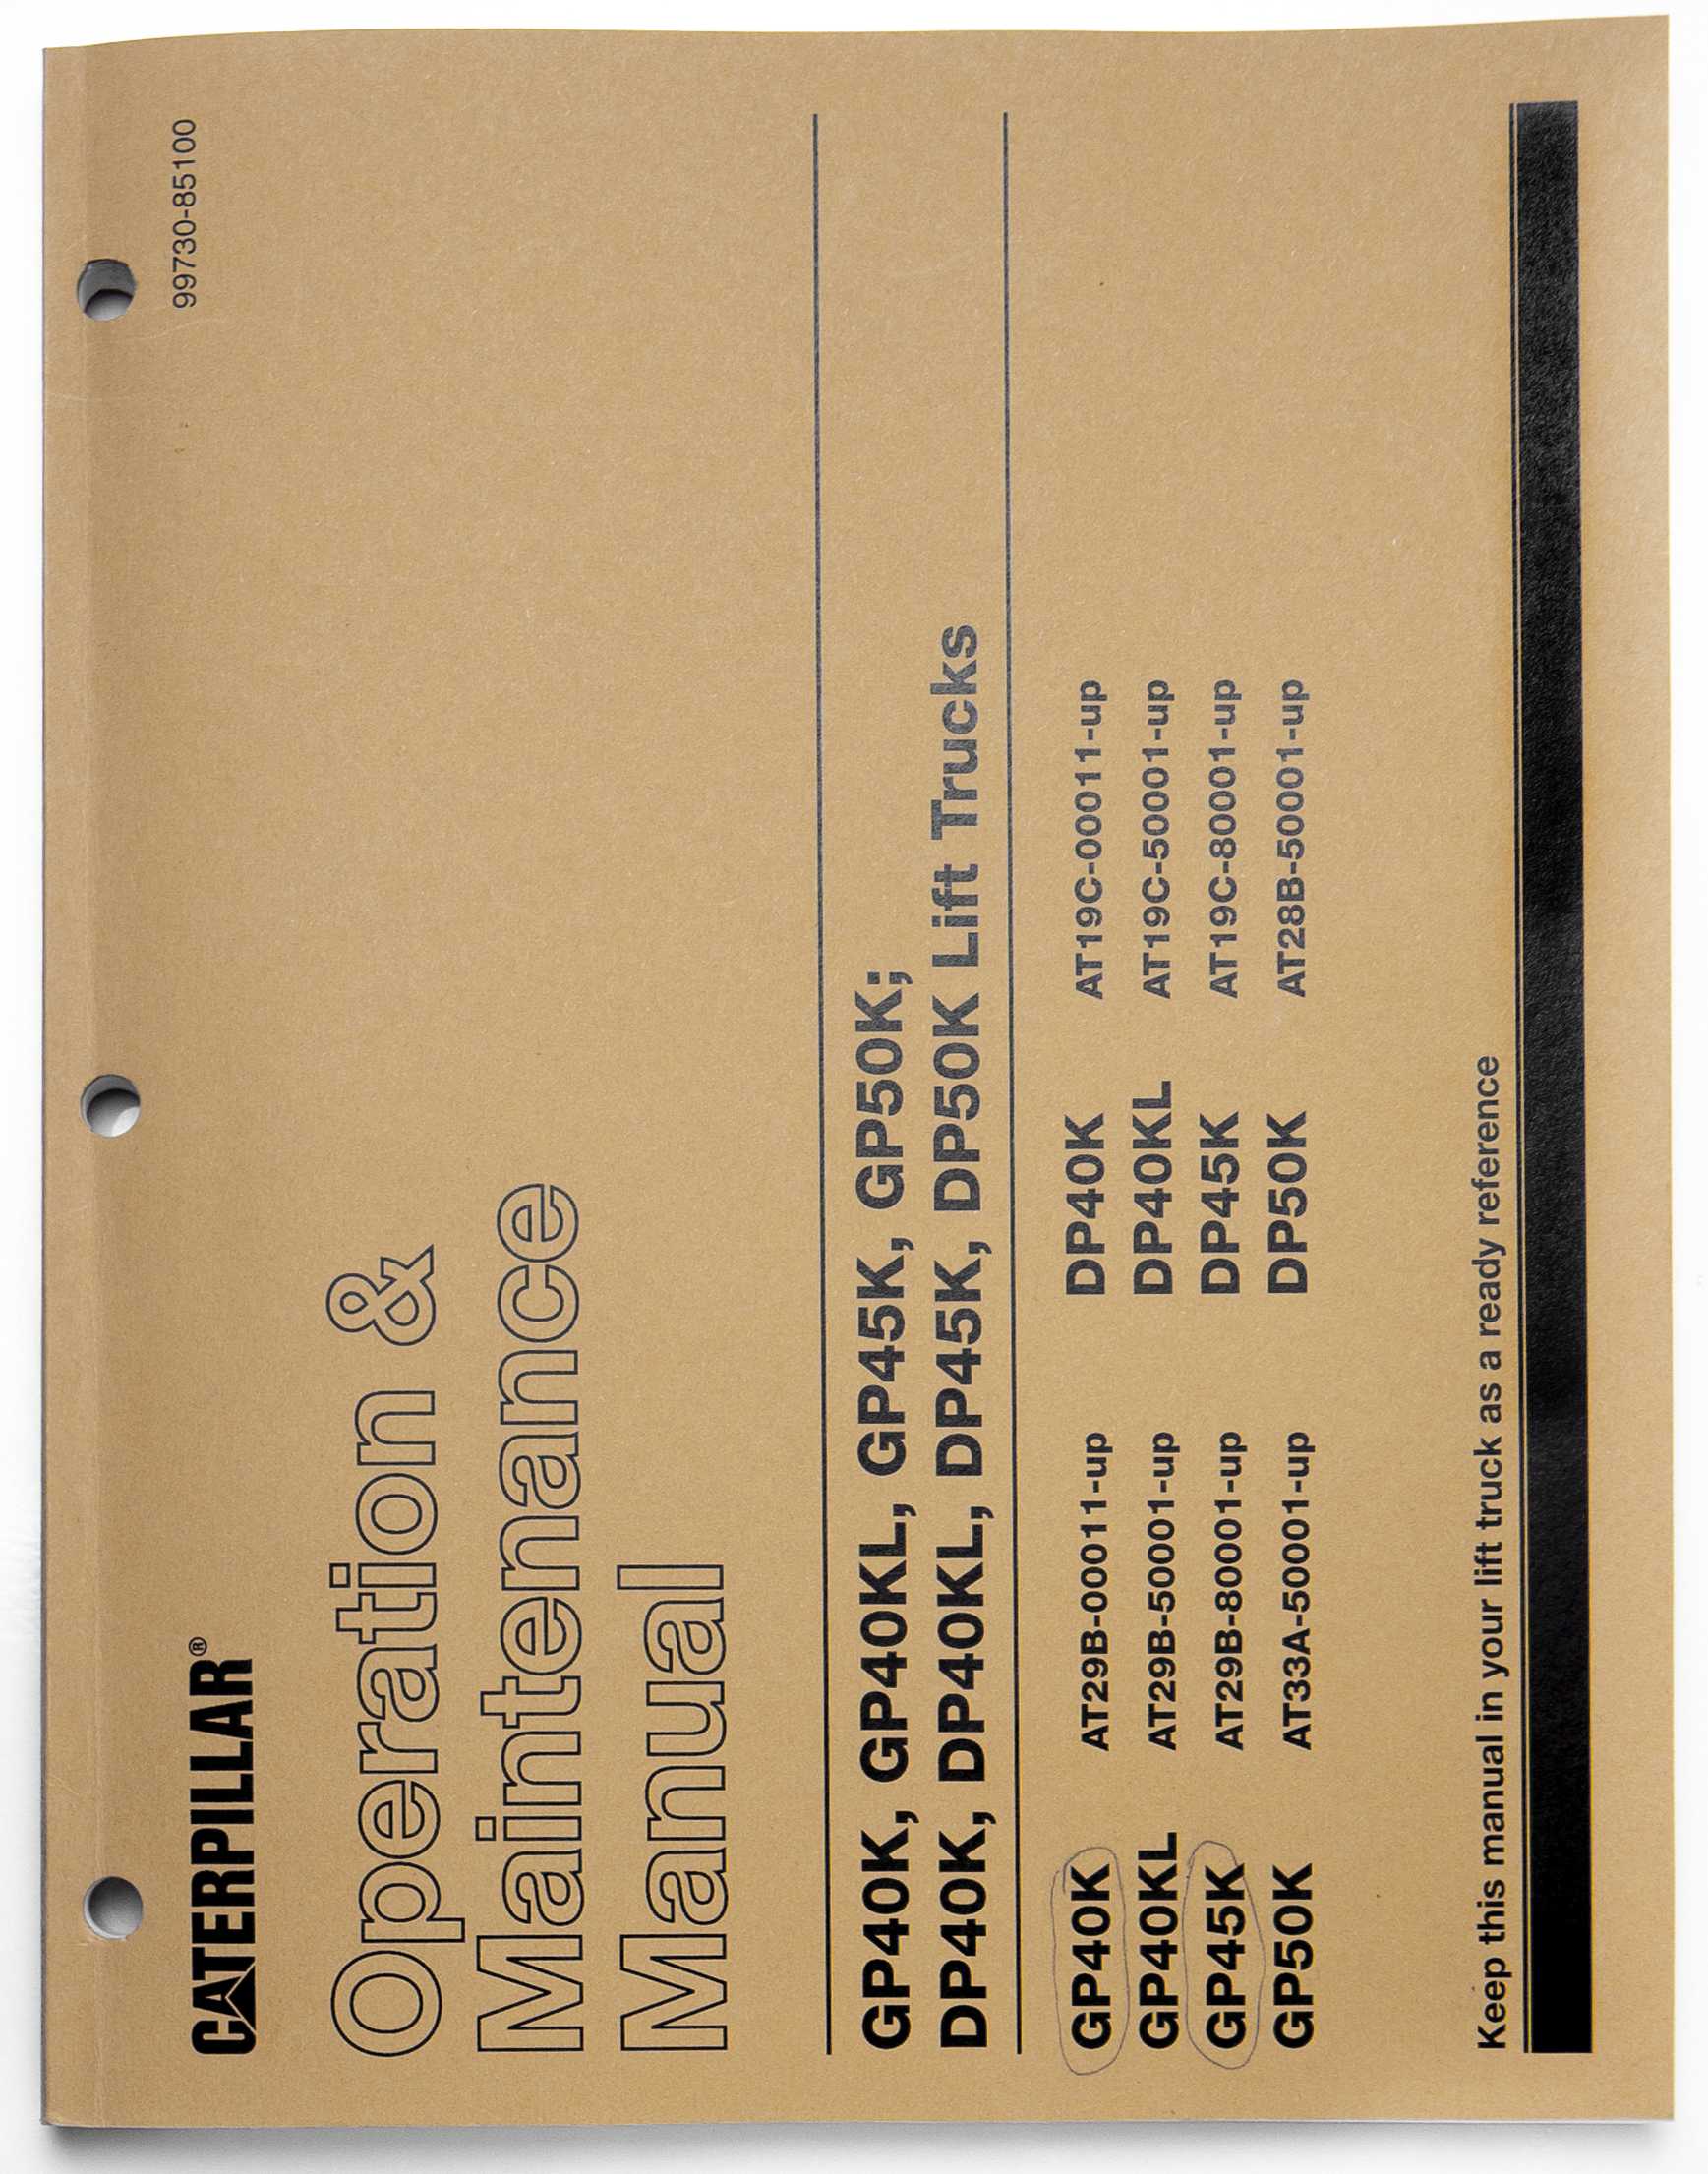 99730-85100
CATERPILLAR®
Operation &
Maintenance
Manual
GP40K, GP40KL, GP45K, GP50K;
DP40K, DP40KL, DP45K, DP50K Lift Trucks
GP40K AT29B-00011-up DP40K AT19C-00011-up
GP40KL AT29B-50001-up DP40KL AT19C-50001-up
GP45K AT29B-80001-up DP45K AT19C-80001-up
GP50K AT33A-50001-up DP50K AT28B-50001-up
Keep this manual in your lift truck as a ready reference